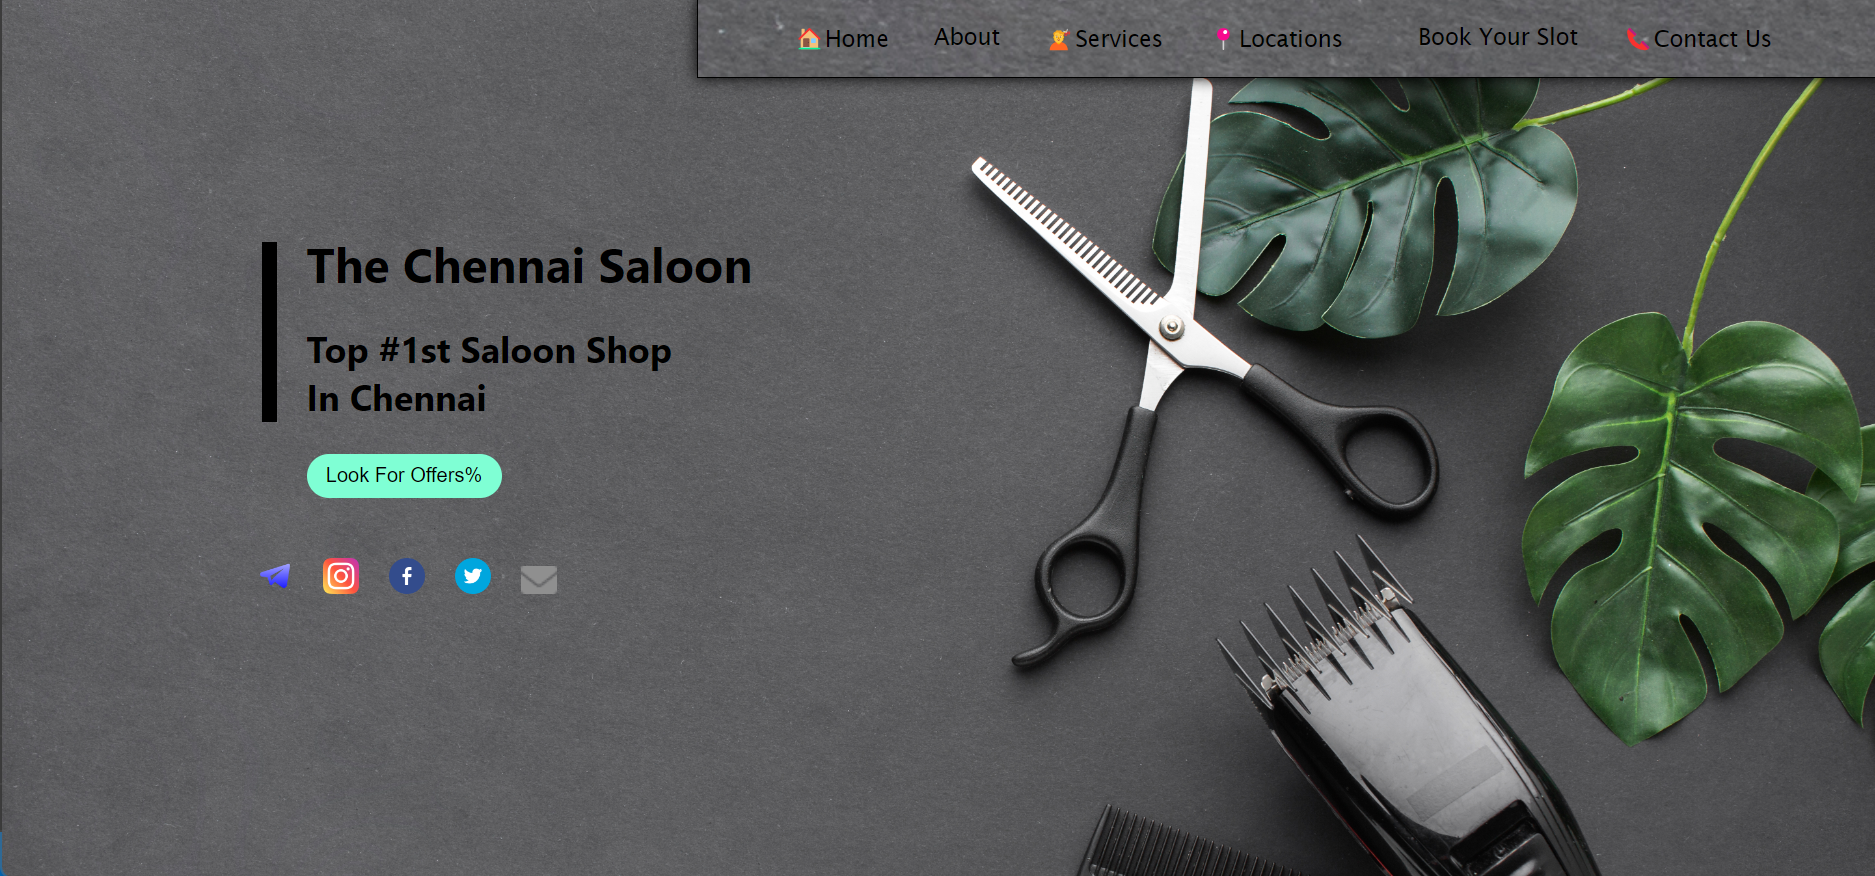 Home About Services Locations Book Your Slot Contact Us
The Chennai Saloon
Top #1st Saloon Shop
In Chennai
Look For Offers%